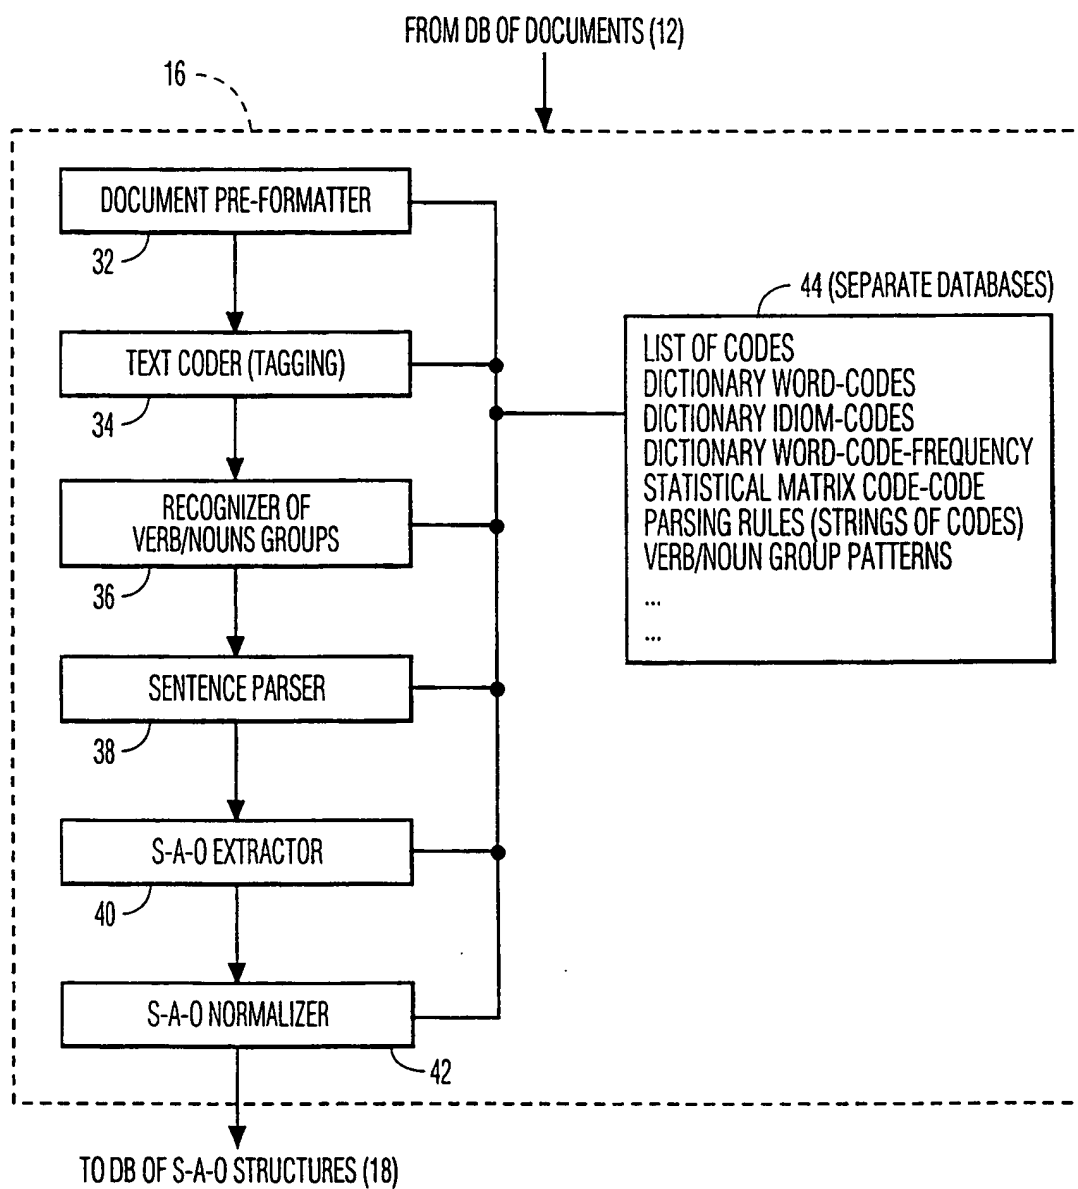 FROM DB OF DOCUMENTS (12)
16
DOCUMENT PRE-FORMATTER
32
TEXT CODER (TAGGING)
34
RECOGNIZER OF
VERB/NOUNS GROUPS
36
SENTENCE PARSER
38
S-A-O EXTRACTOR
40
S-A-O NORMALIZER
42
44 (SEPARATE DATABASES)
LIST OF CODES
DICTIONARY WORD-CODES
DICTIONARY IDIOM-CODES
DICTIONARY WORD-CODE-FREQUENCY
STATISTICAL MATRIX CODE-CODE
PARSING RULES (STRINGS OF CODES)
VERB/NOUN GROUP PATTERNS
...
...
TO DB OF S-A-O STRUCTURES (18)